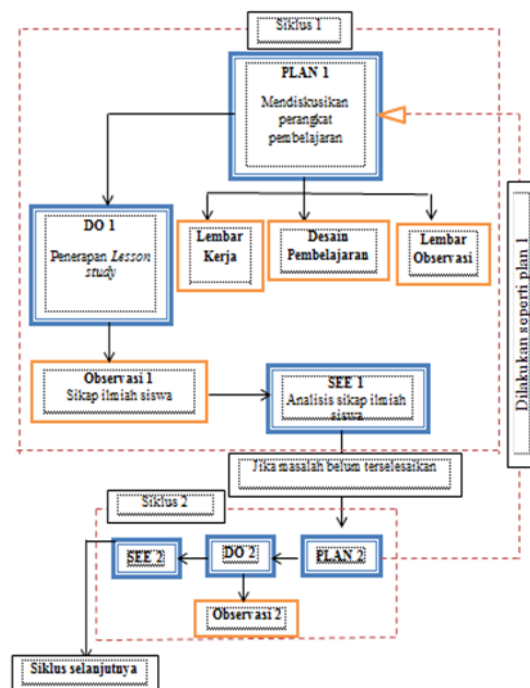 Siklus 1
PLAN 1
Mendiskusikan
perangkat
pembelajaran
DO 1
Penerapan Lesson
study
Lembar
Kerja
Desain
Pembelajaran
Lembar
Observasi
Observasi 1
Sikap ilmiah siswa
SEE 1
Analisis sikap ilmiah
siswa
Dilakukan seperti plan 1
Jika masalah belum terselesaikan
Siklus 2
SEE 2
DO 2
PLAN 2
Observasi 2
Siklus selanjutnya